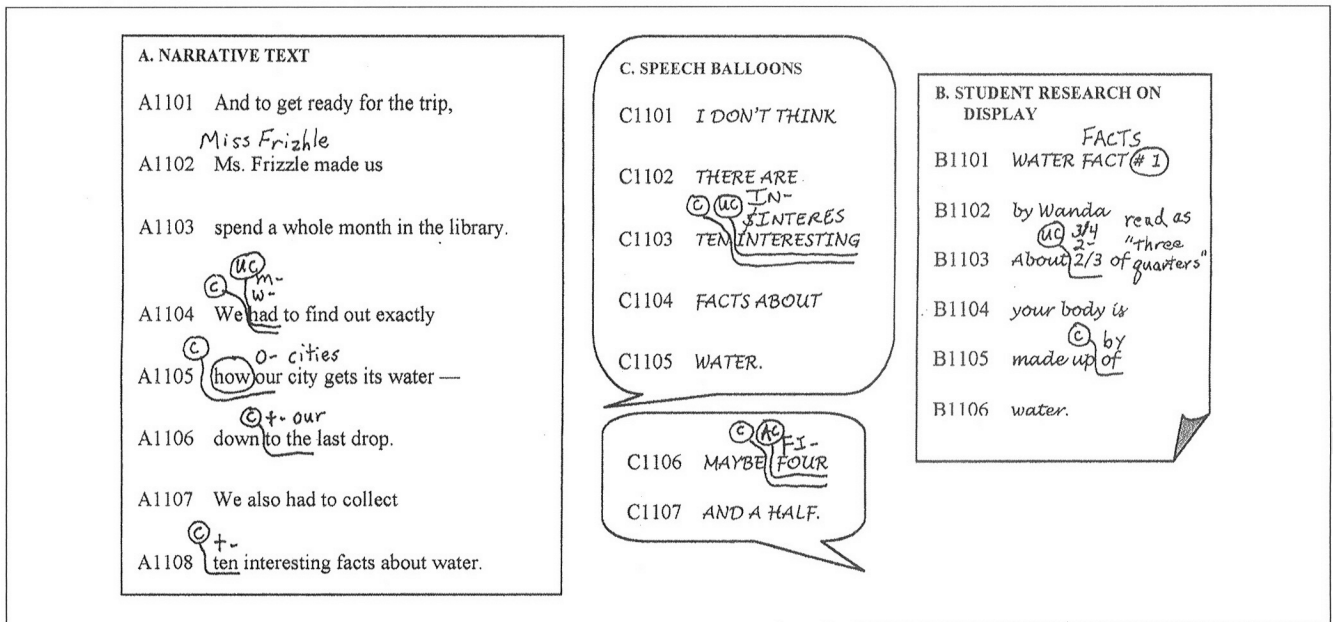 A. NARRATIVE TEXT
A1101 And to get ready for the trip,
Miss Frizhle
A1102 Ms. Frizzle made us
A1103 spend a whole month in the library.
UC
C m-
w-
A1104 We had to find out exactly
C o- cities
A1105 how our city gets its water —
C t- our
A1106 down to the last drop.
A1107 We also had to collect
C t-
A1108 ten interesting facts about water.
C. SPEECH BALLOONS
C1101 I DON'T THINK
C1102 THERE ARE
C UC IN-
$INTERES
C1103 TEN INTERESTING
C1104 FACTS ABOUT
C1105 WATER.
C AC FI-
C1106 MAYBE FOUR
C1107 AND A HALF.
B. STUDENT RESEARCH ON
DISPLAY
FACTS
B1101 WATER FACT # 1
B1102 by Wanda
UC 3/4 read as
2- "three
B1103 About 2/3 of quarters"
B1104 your body is
C by
B1105 made up of
B1106 water.